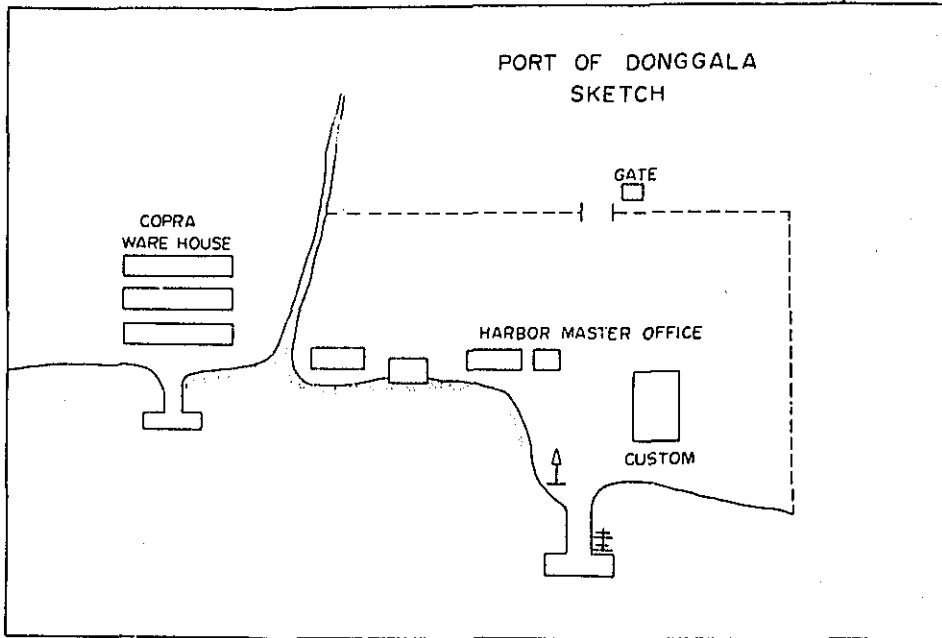 PORT OF DONGGALA
SKETCH
GATE
COPRA
WARE HOUSE
HARBOR MASTER OFFICE
CUSTOM